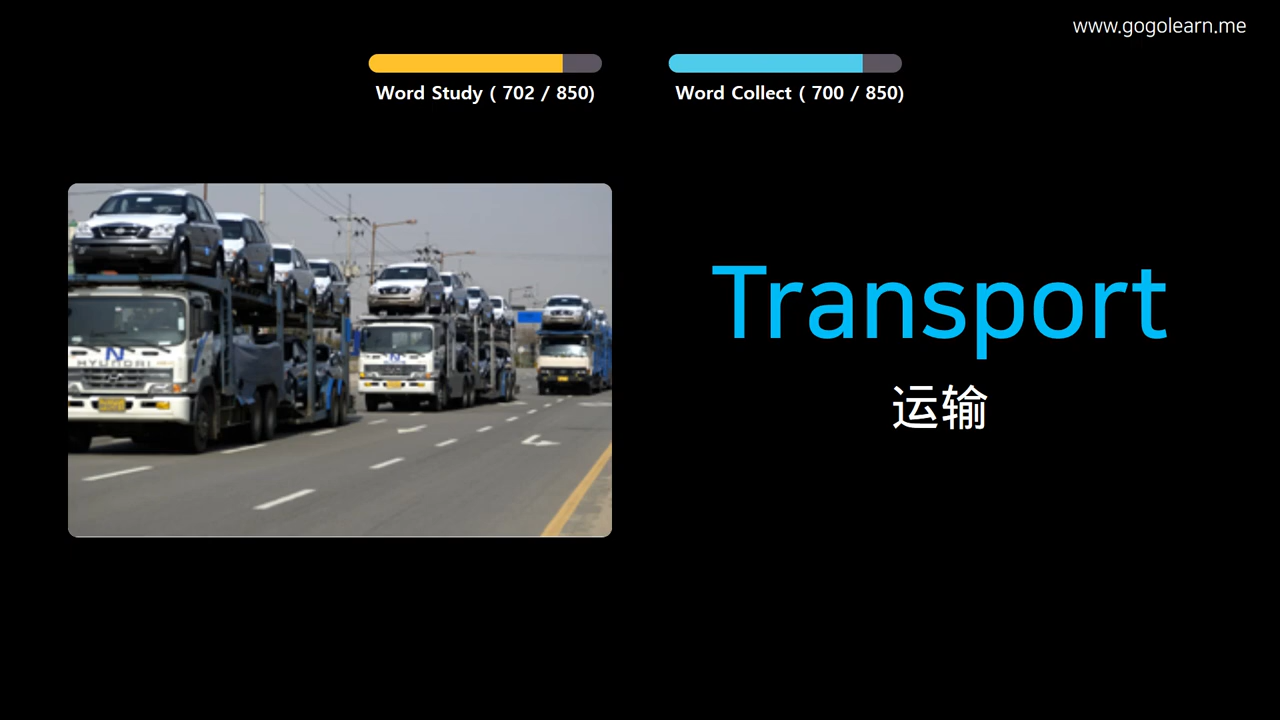 www.gogolearn.me
Word Study ( 702 / 850)
Word Collect ( 700 / 850)
Transport
运输
N
HYUNDAI